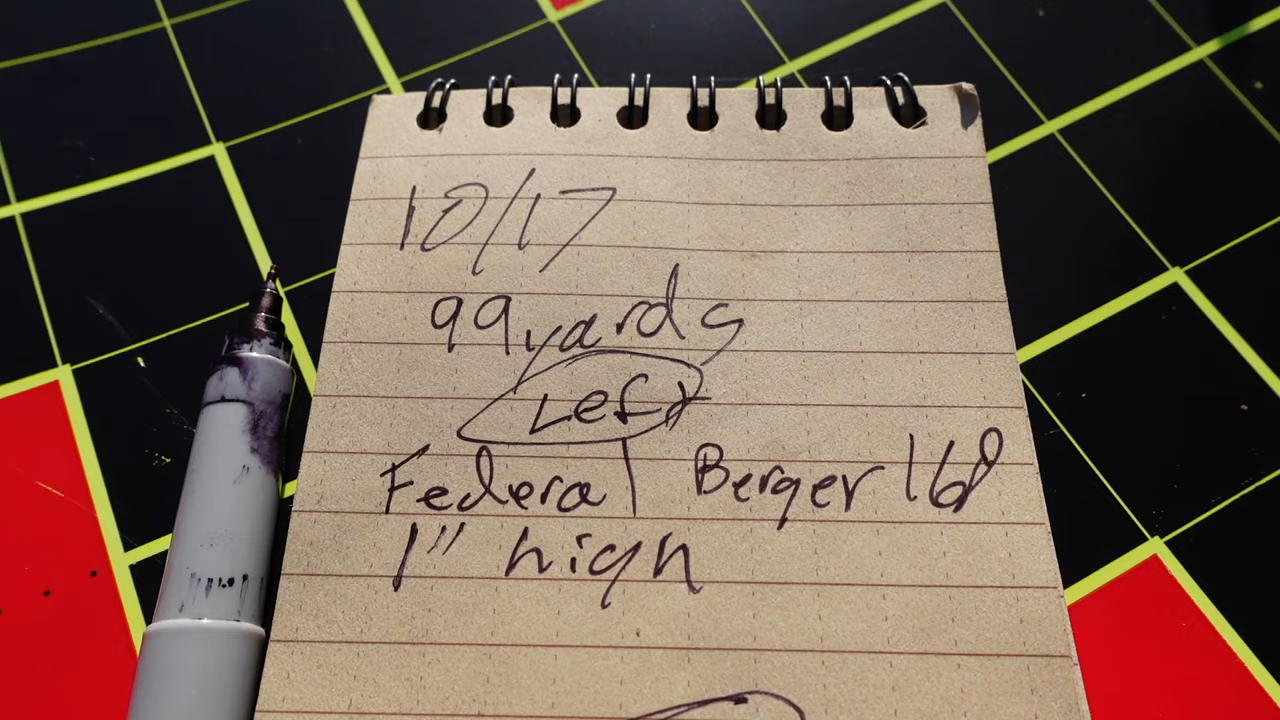 10/17
99 yards
Left
Federal Berger 168
1" high